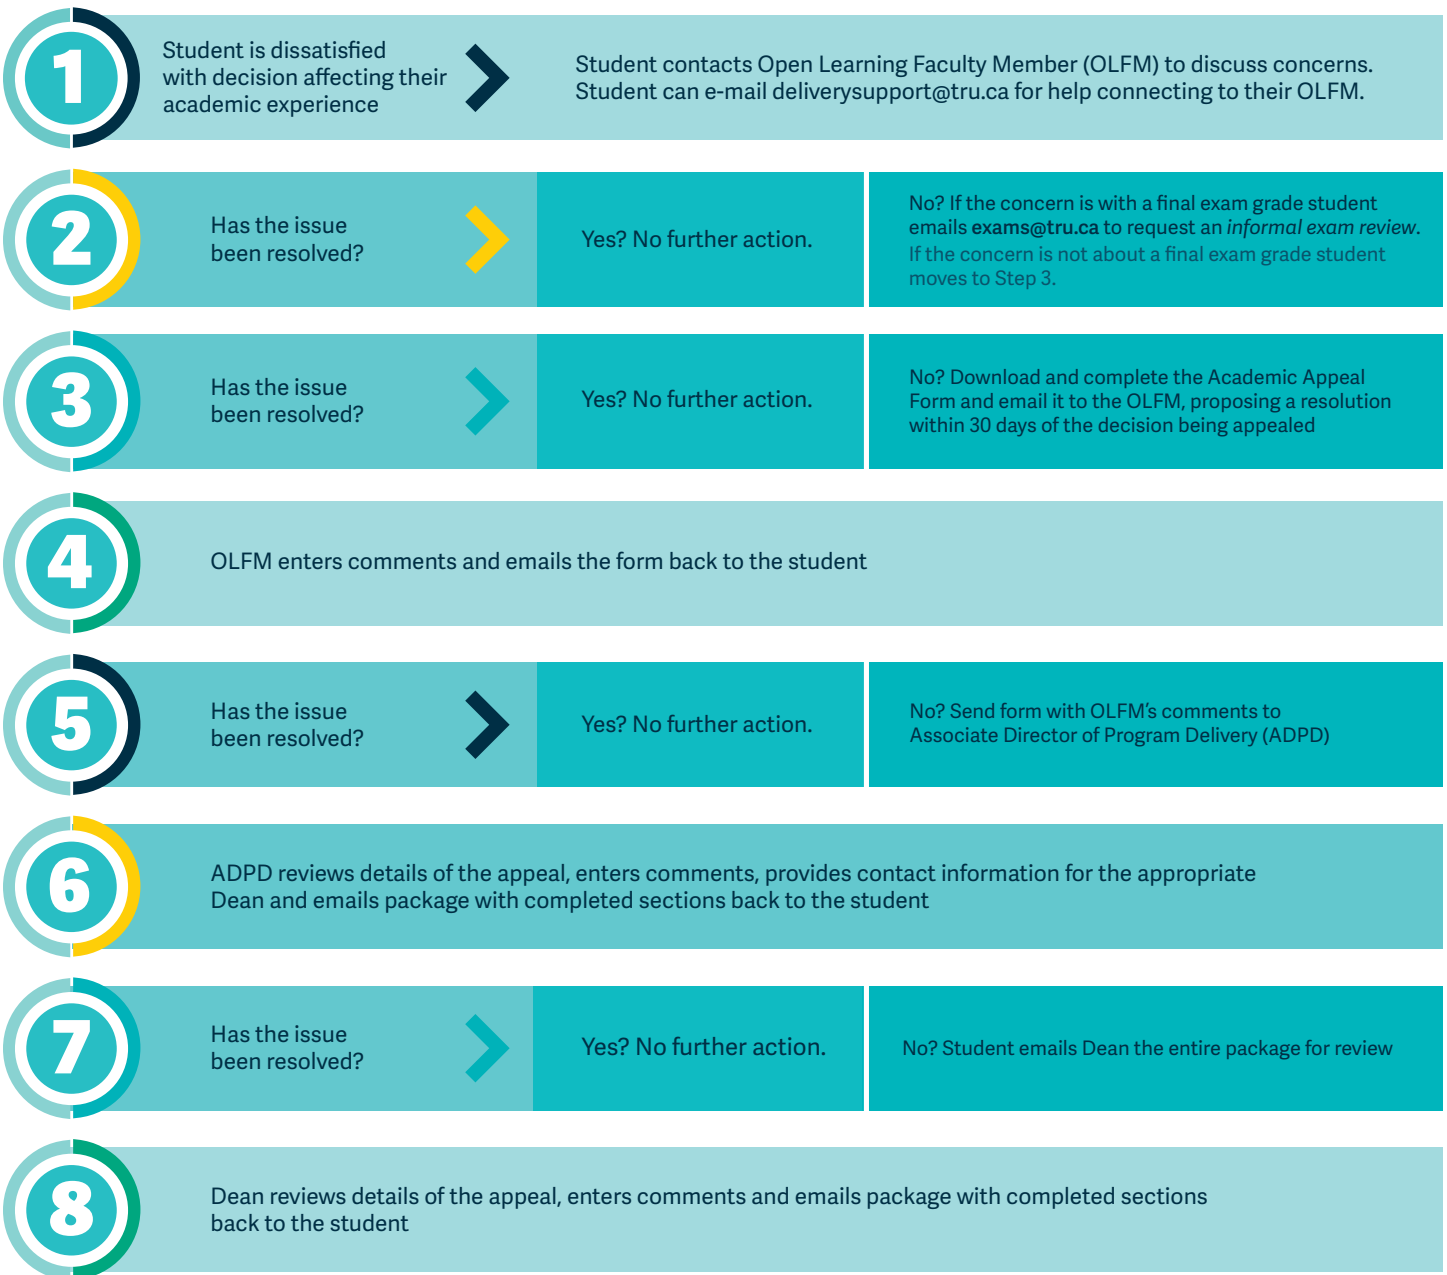 1
Student is dissatisfied
with decision affecting their
academic experience
Student contacts Open Learning Faculty Member (OLFM) to discuss concerns.
Student can e-mail deliverysupport@tru.ca for help connecting to their OLFM.
2
Has the issue
been resolved?
Yes? No further action.
No? If the concern is with a final exam grade student
emails exams@tru.ca to request an informal exam review.
If the concern is not about a final exam grade student
moves to Step 3.
3
Has the issue
been resolved?
Yes? No further action.
No? Download and complete the Academic Appeal
Form and email it to the OLFM, proposing a resolution
within 30 days of the decision being appealed
4
OLFM enters comments and emails the form back to the student
5
Has the issue
been resolved?
Yes? No further action.
No? Send form with OLFM's comments to
Associate Director of Program Delivery (ADPD)
6
ADPD reviews details of the appeal, enters comments, provides contact information for the appropriate
Dean and emails package with completed sections back to the student
7
Has the issue
been resolved?
Yes? No further action.
No? Student emails Dean the entire package for review
8
Dean reviews details of the appeal, enters comments and emails package with completed sections
back to the student